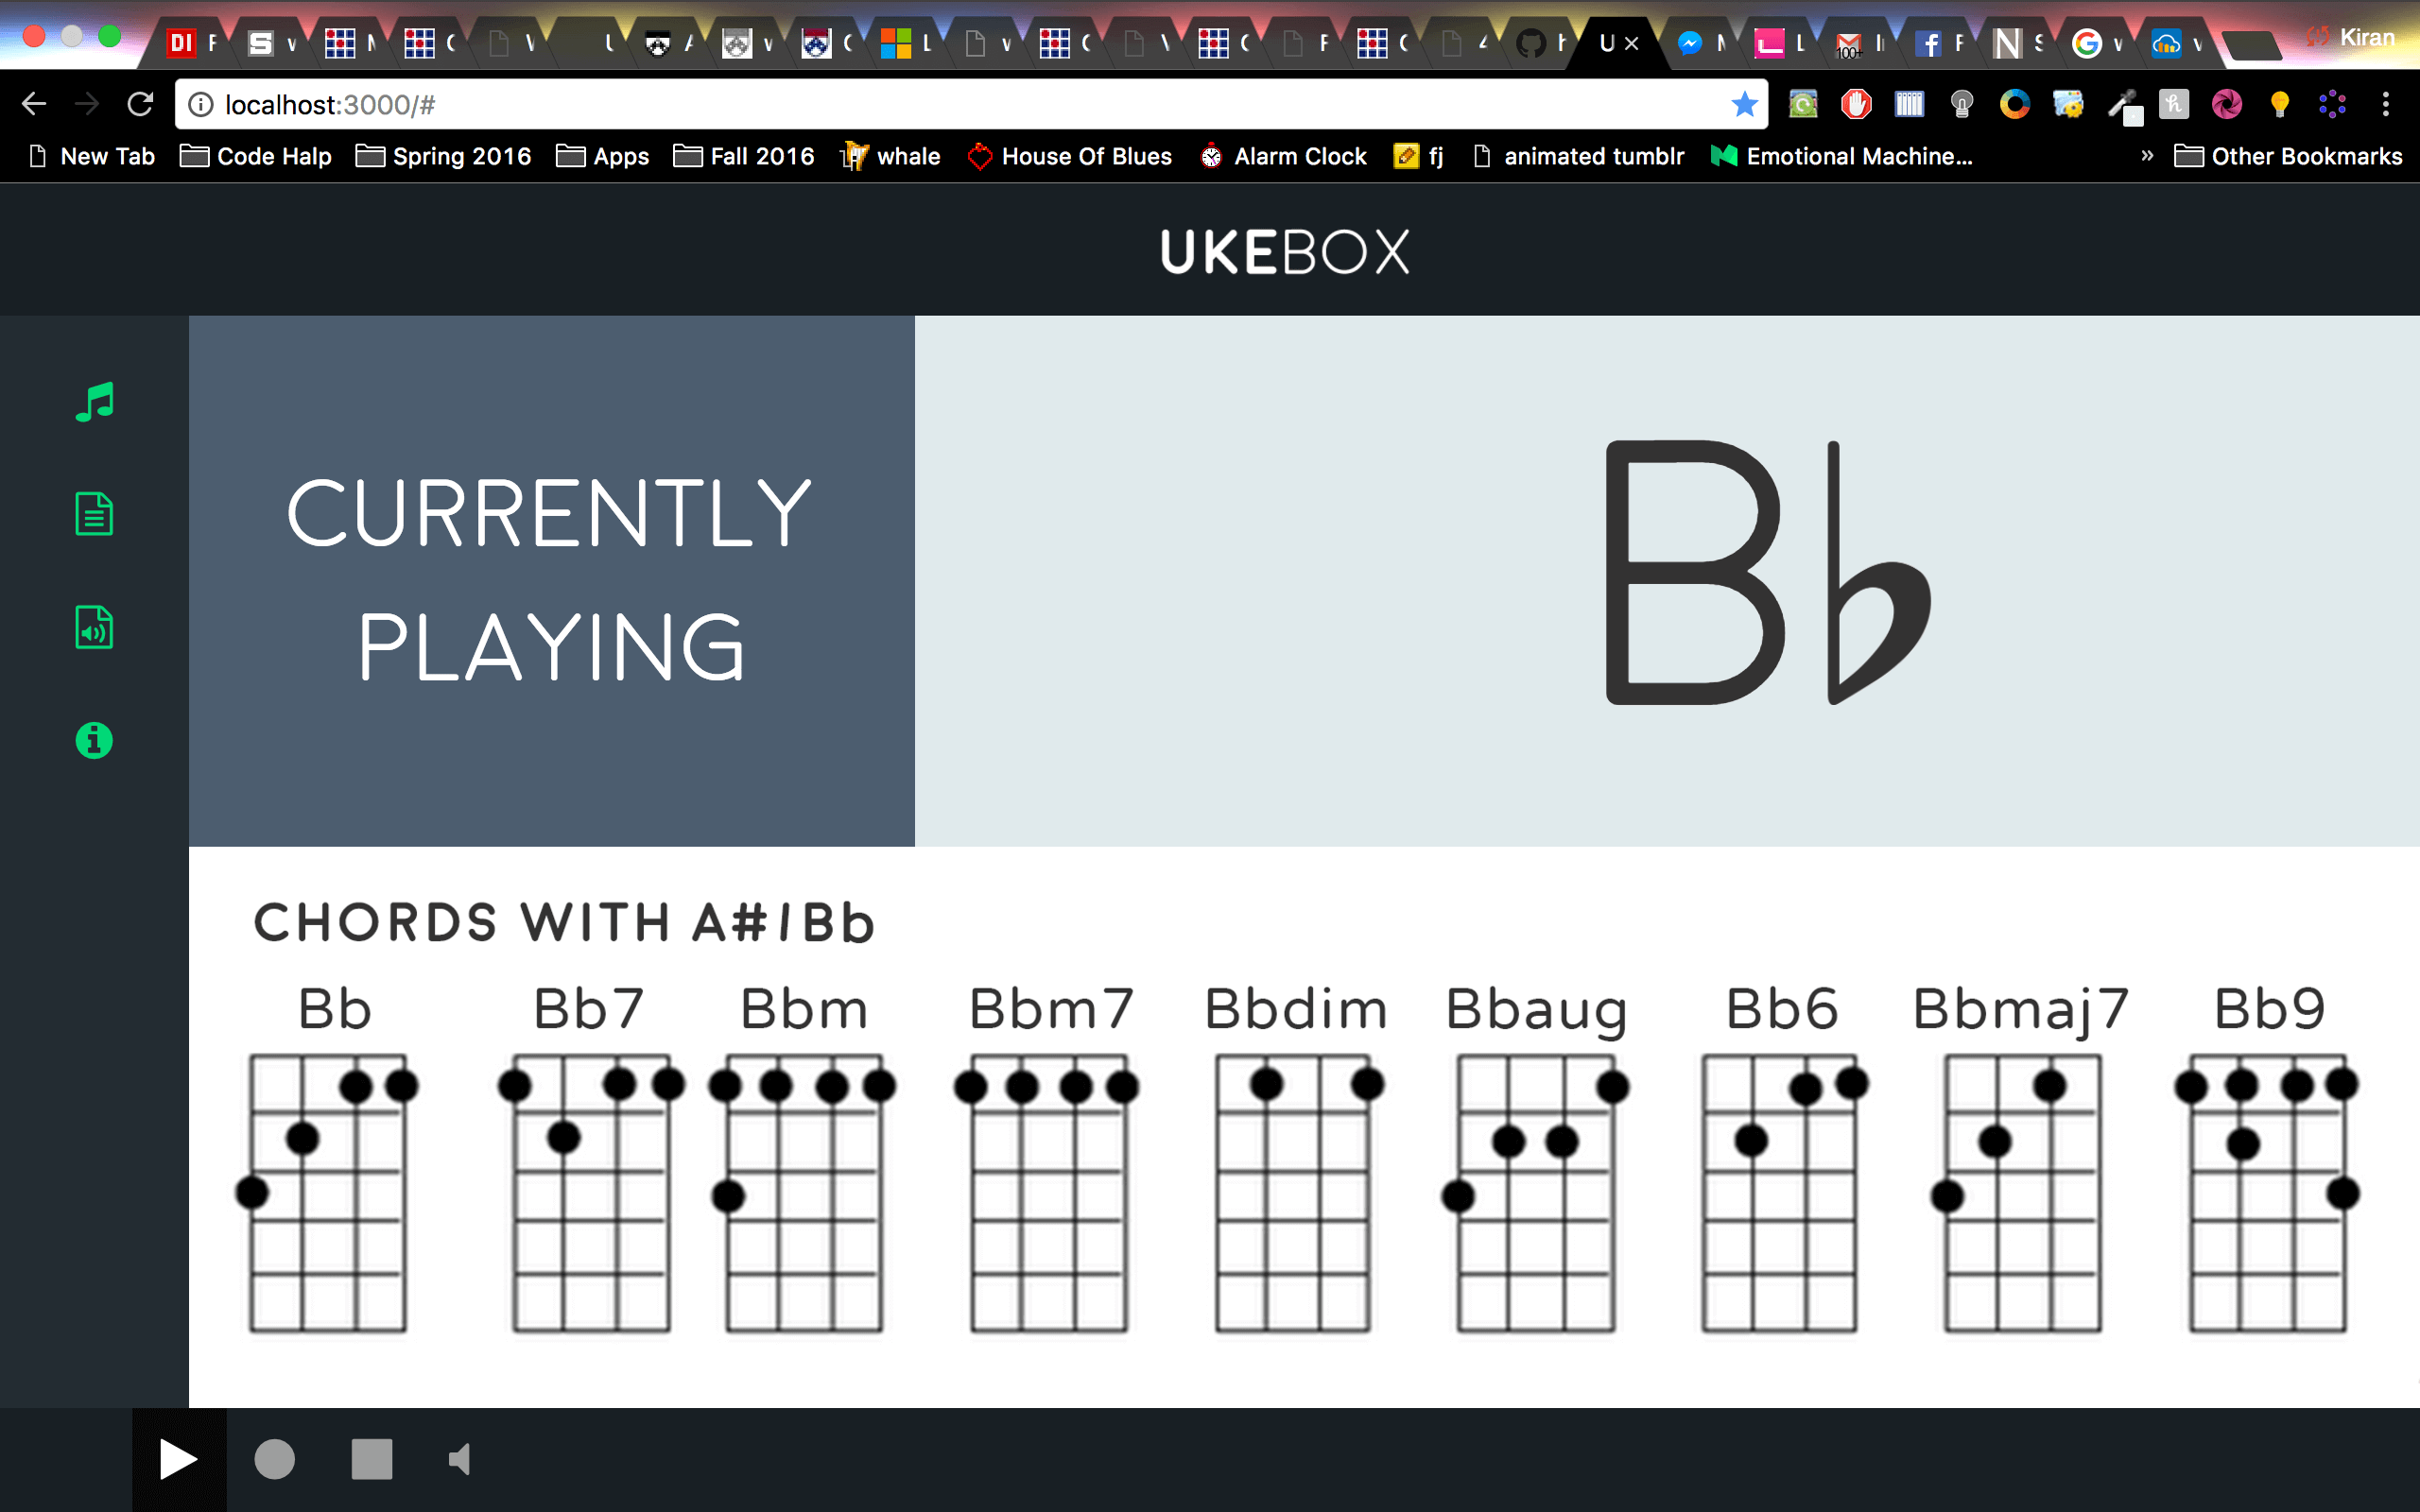 Kiran
localhost:3000/#
New Tab Code Halp Spring 2016 Apps Fall 2016 whale House Of Blues Alarm Clock fj animated tumblr Emotional Machine... » Other Bookmarks
UKEBOX
CURRENTLY
PLAYING
B♭
CHORDS WITH A#/Bb
Bb Bb7 Bbm Bbm7 Bbdim Bbaug Bb6 Bbmaj7 Bb9